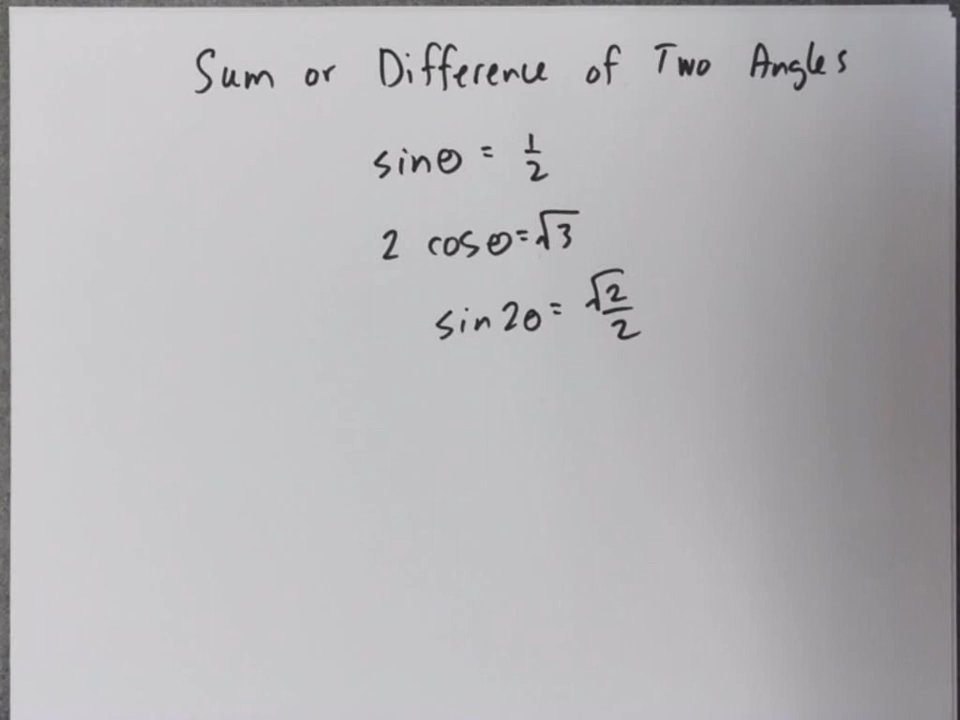 Sum or Difference of Two Angles
sinθ = 1/2
2 cosθ = √3
sin 2θ = √2/2